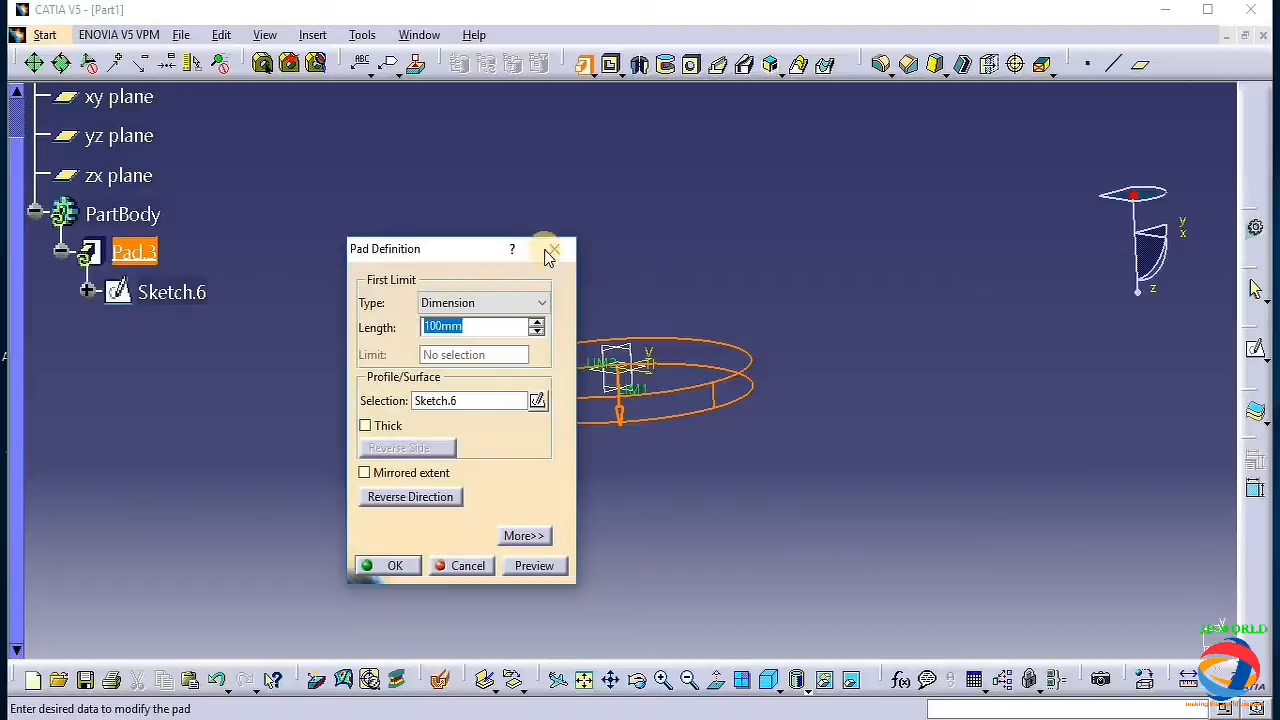 CATIA V5 - [Part1]
Start ENOVIA V5 VPM File Edit View Insert Tools Window Help
xy plane
yz plane
zx plane
PartBody
Pad.3
Sketch.6
Pad Definition ?
First Limit
Type: Dimension
Length: 100mm
Limit: No selection
Profile/Surface
Selection: Sketch.6
Thick
Reverse Side
Mirrored extent
Reverse Direction
More>>
OK Cancel Preview
LIM1
y
x
z
3D WORLD
Enter desired data to modify the pad